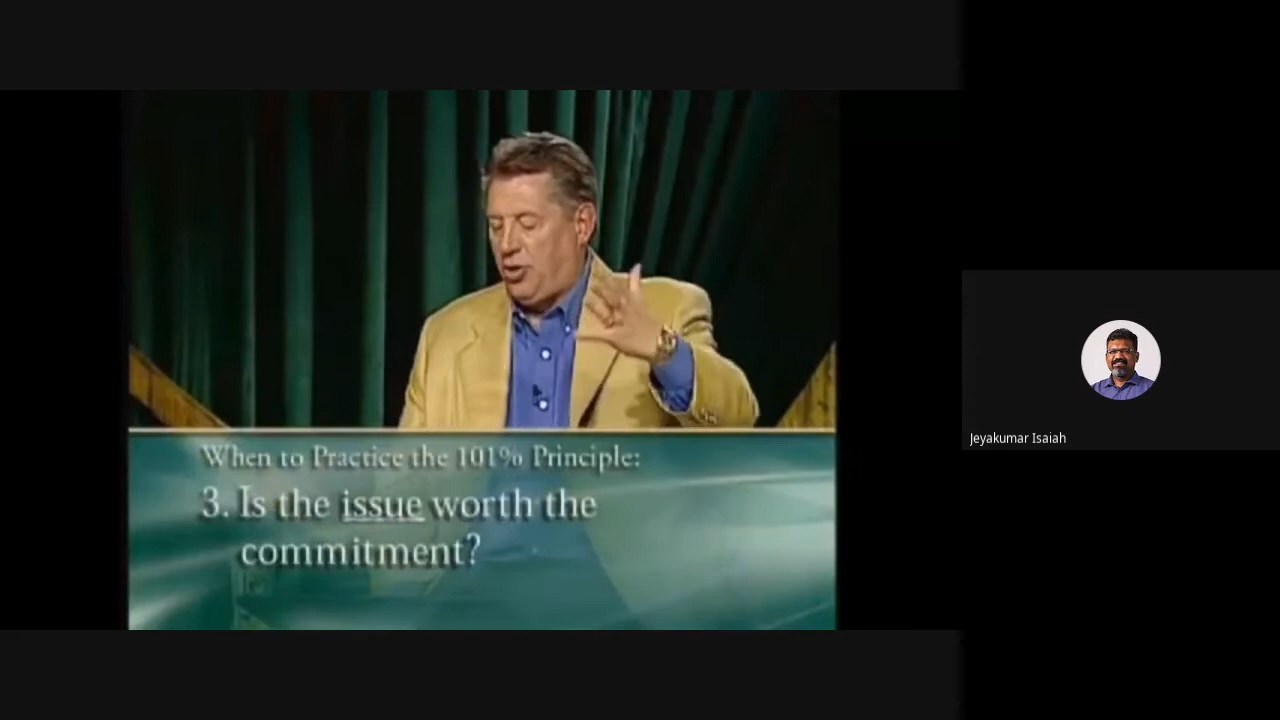 When to Practice the 101% Principle:
3. Is the issue worth the
commitment?
Jeyakumar Isaiah